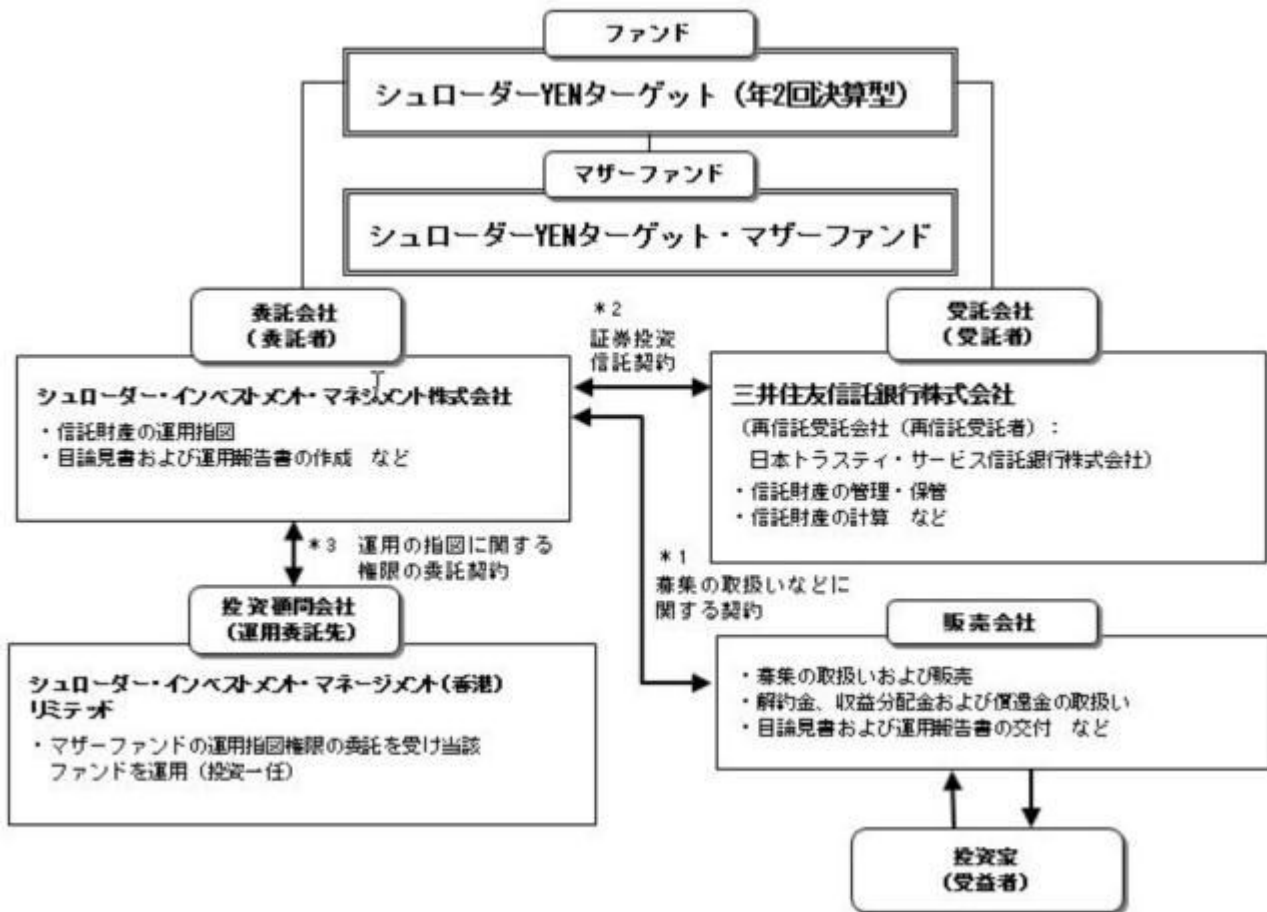 ファンド
シュローダーYENターゲット（年2回決算型）
マザーファンド
シュローダーYENターゲット・マザーファンド
委託会社
（委託者）
シュローダー・インベストメント・マネジメント株式会社
・信託財産の運用指図
・目論見書および運用報告書の作成　など
＊2
証券投資
信託契約
受託会社
（受託者）
三井住友信託銀行株式会社
（再信託受託会社（再信託受託者）：
日本トラスティ・サービス信託銀行株式会社）
・信託財産の管理・保管
・信託財産の計算　など
＊3　運用の指図に関する
権限の委託契約
＊1
募集の取扱いなどに
関する契約
投資顧問会社
（運用委託先）
シュローダー・インベストメント・マネージメント（香港）
リミテッド
・マザーファンドの運用指図権限の委託を受け当該
ファンドを運用（投資一任）
販売会社
・募集の取扱いおよび販売
・解約金、収益分配金および償還金の取扱い
・目論見書および運用報告書の交付　など
投資家
（受益者）